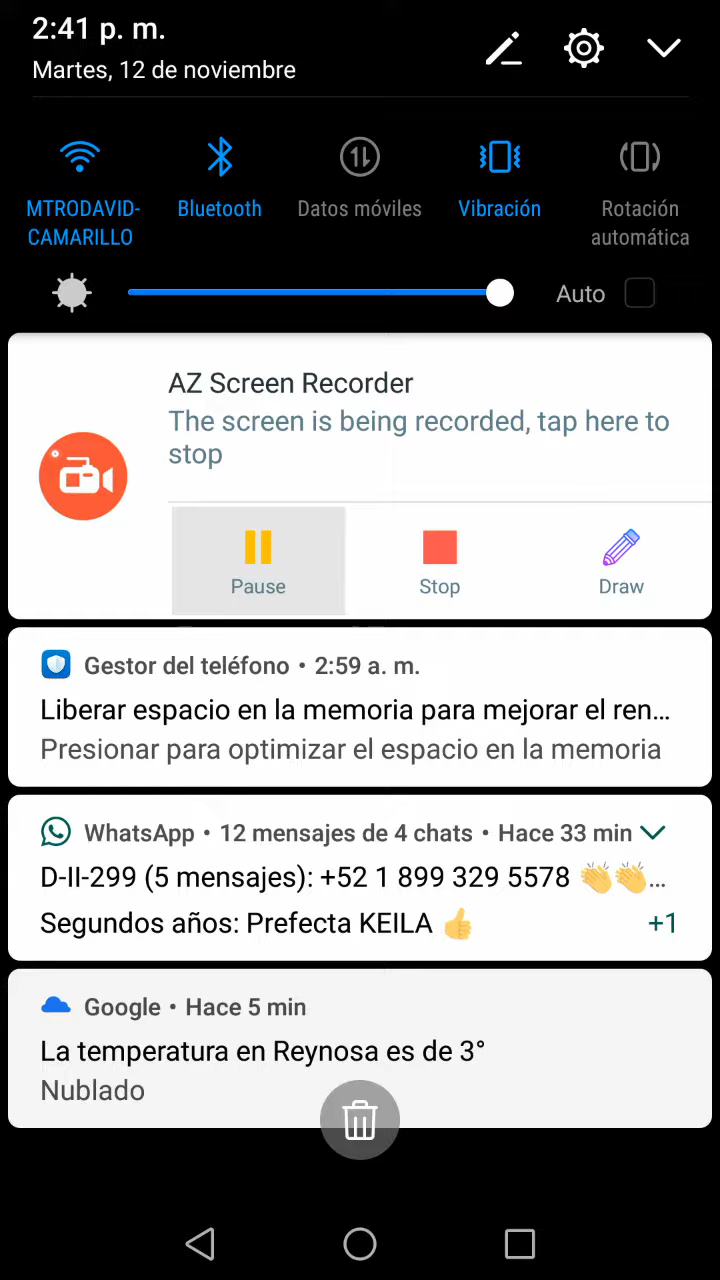 2:41 p. m.
Martes, 12 de noviembre
MTRODAVID-
CAMARILLO
Bluetooth
Datos móviles
Vibración
Rotación
automática
Auto
AZ Screen Recorder
The screen is being recorded, tap here to
stop
Pause
Stop
Draw
Gestor del teléfono • 2:59 a. m.
Liberar espacio en la memoria para mejorar el ren...
Presionar para optimizar el espacio en la memoria
WhatsApp • 12 mensajes de 4 chats • Hace 33 min
D-II-299 (5 mensajes): +52 1 899 329 5578 👏👏...
Segundos años: Prefecta KEILA 👍
+1
Google • Hace 5 min
La temperatura en Reynosa es de 3°
Nublado